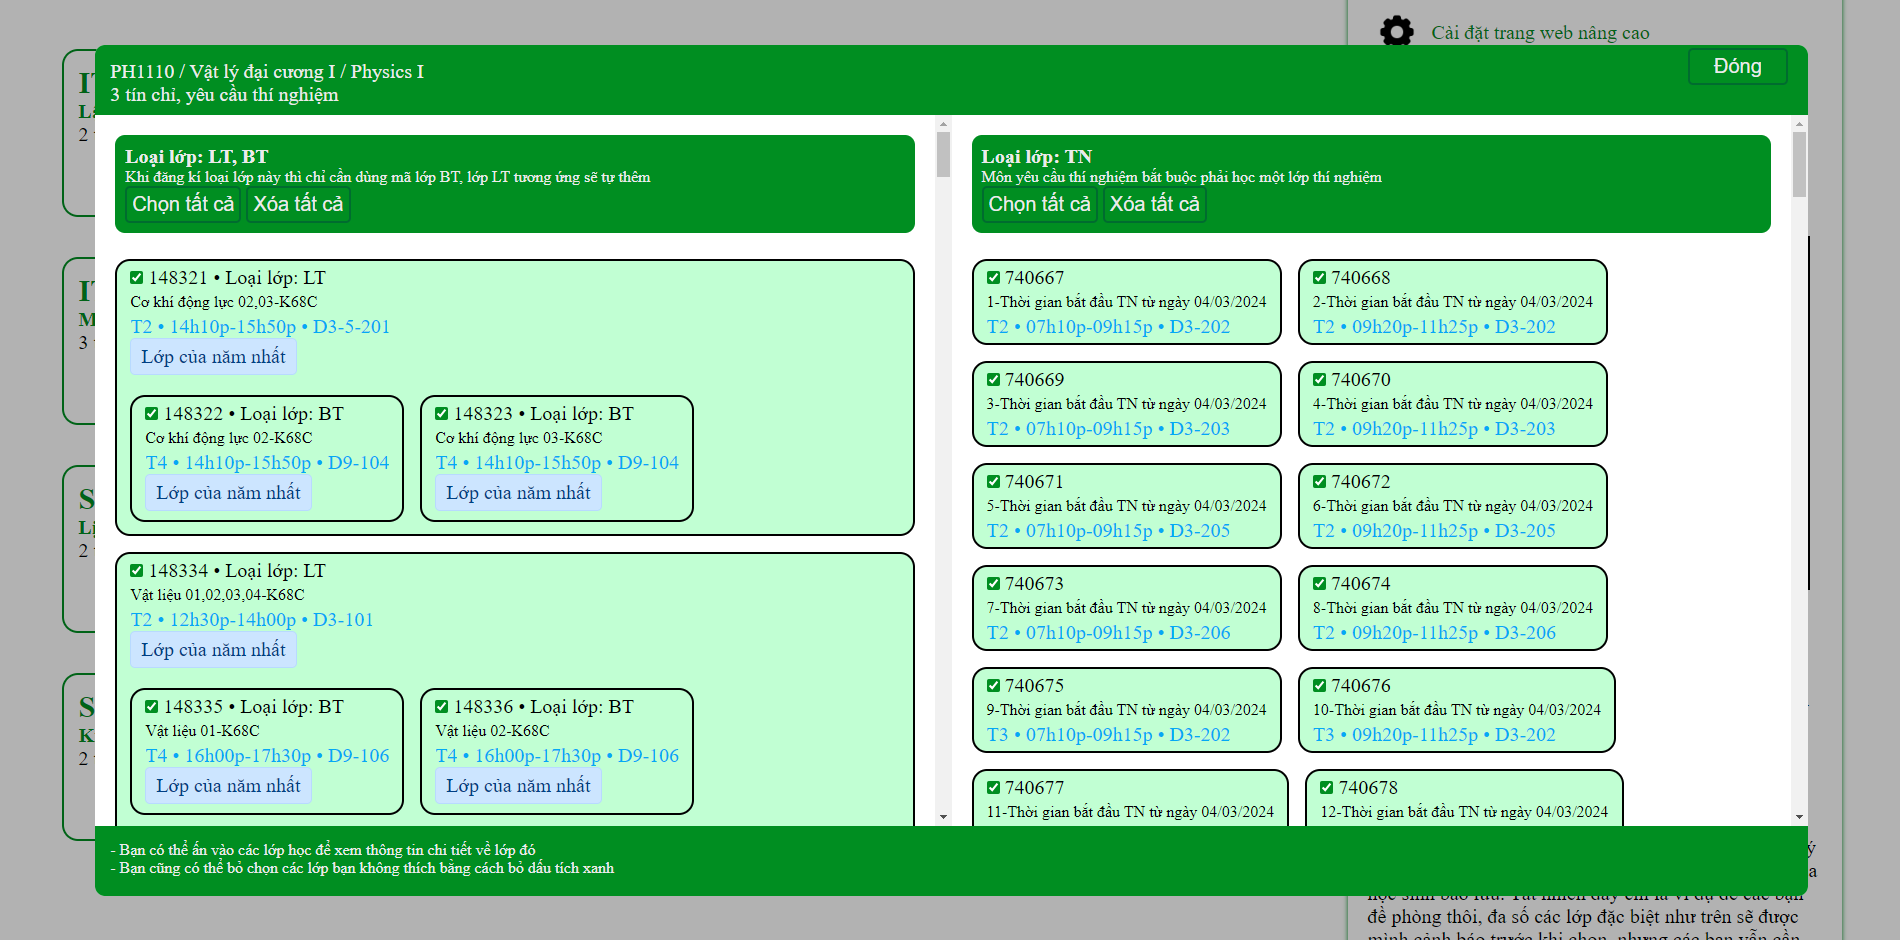 Cài đặt trang web nâng cao
PH1110 / Vật lý đại cương I / Physics I
3 tín chỉ, yêu cầu thí nghiệm
Đóng
Loại lớp: LT, BT
Khi đăng kí loại lớp này thì chỉ cần dùng mã lớp BT, lớp LT tương ứng sẽ tự thêm
Chọn tất cả Xóa tất cả
148321 • Loại lớp: LT
Cơ khí động lực 02,03-K68C
T2 • 14h10p-15h50p • D3-5-201
Lớp của năm nhất
148322 • Loại lớp: BT
Cơ khí động lực 02-K68C
T4 • 14h10p-15h50p • D9-104
Lớp của năm nhất
148323 • Loại lớp: BT
Cơ khí động lực 03-K68C
T4 • 14h10p-15h50p • D9-104
Lớp của năm nhất
148334 • Loại lớp: LT
Vật liệu 01,02,03,04-K68C
T2 • 12h30p-14h00p • D3-101
Lớp của năm nhất
148335 • Loại lớp: BT
Vật liệu 01-K68C
T4 • 16h00p-17h30p • D9-106
Lớp của năm nhất
148336 • Loại lớp: BT
Vật liệu 02-K68C
T4 • 16h00p-17h30p • D9-106
Lớp của năm nhất
Loại lớp: TN
Môn yêu cầu thí nghiệm bắt buộc phải học một lớp thí nghiệm
Chọn tất cả Xóa tất cả
740667
1-Thời gian bắt đầu TN từ ngày 04/03/2024
T2 • 07h10p-09h15p • D3-202
740668
2-Thời gian bắt đầu TN từ ngày 04/03/2024
T2 • 09h20p-11h25p • D3-202
740669
3-Thời gian bắt đầu TN từ ngày 04/03/2024
T2 • 07h10p-09h15p • D3-203
740670
4-Thời gian bắt đầu TN từ ngày 04/03/2024
T2 • 09h20p-11h25p • D3-203
740671
5-Thời gian bắt đầu TN từ ngày 04/03/2024
T2 • 07h10p-09h15p • D3-205
740672
6-Thời gian bắt đầu TN từ ngày 04/03/2024
T2 • 09h20p-11h25p • D3-205
740673
7-Thời gian bắt đầu TN từ ngày 04/03/2024
T2 • 07h10p-09h15p • D3-206
740674
8-Thời gian bắt đầu TN từ ngày 04/03/2024
T2 • 09h20p-11h25p • D3-206
740675
9-Thời gian bắt đầu TN từ ngày 04/03/2024
T3 • 07h10p-09h15p • D3-202
740676
10-Thời gian bắt đầu TN từ ngày 04/03/2024
T3 • 09h20p-11h25p • D3-202
740677
11-Thời gian bắt đầu TN từ ngày 04/03/2024
740678
12-Thời gian bắt đầu TN từ ngày 04/03/2024
- Bạn có thể ấn vào các lớp học để xem thông tin chi tiết về lớp đó
- Bạn cũng có thể bỏ chọn các lớp bạn không thích bằng cách bỏ dấu tích xanh
đề phòng thôi, đa số các lớp đặc biệt như trên sẽ được